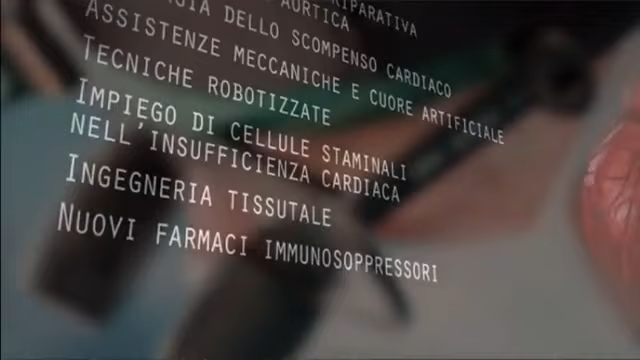 RIPARATIVA
AORTICA
DELLO SCOMPENSO CARDIACO
ASSISTENZE MECCANICHE E CUORE ARTIFICIALE
TECNICHE ROBOTIZZATE
IMPIEGO DI CELLULE STAMINALI
NELL'INSUFFICIENZA CARDIACA
INGEGNERIA TISSUTALE
NUOVI FARMACI IMMUNOSOPPRESSORI